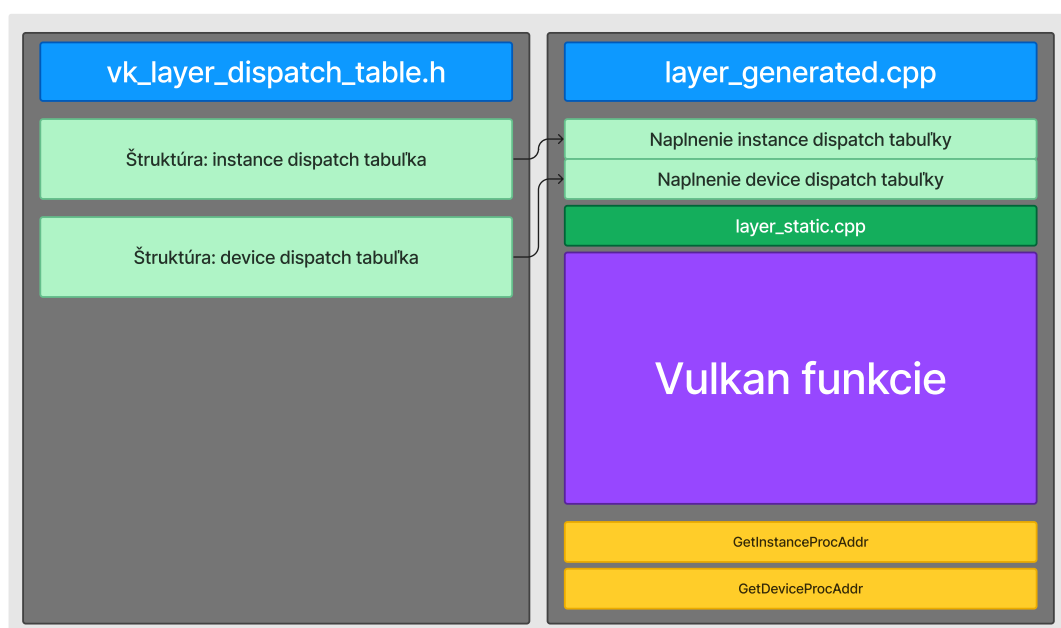 vk_layer_dispatch_table.h
Štruktúra: instance dispatch tabuľka
Štruktúra: device dispatch tabuľka
layer_generated.cpp
Naplnenie instance dispatch tabuľky
Naplnenie device dispatch tabuľky
layer_static.cpp
Vulkan funkcie
GetInstanceProcAddr
GetDeviceProcAddr